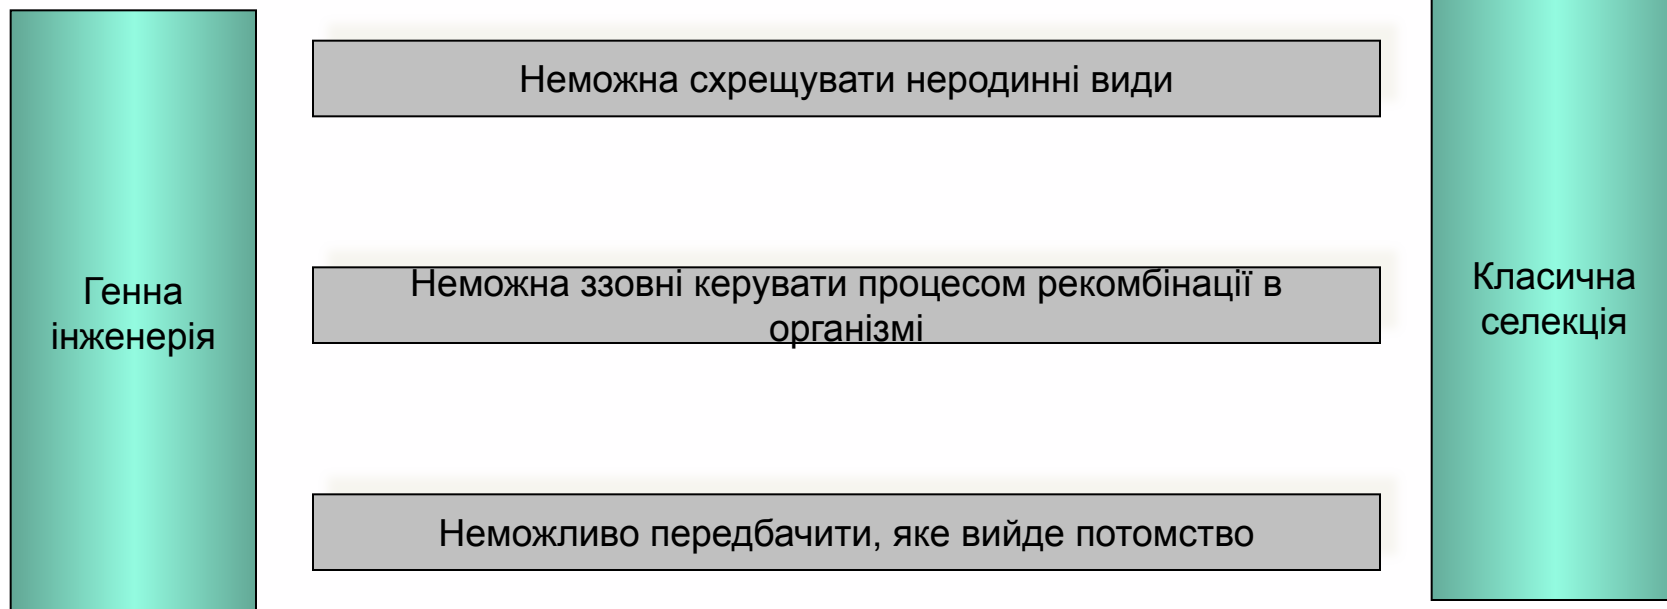 Неможна схрещувати неродинні види
Генна
інженерія
Неможна ззовні керувати процесом рекомбінації в
організмі
Класична
селекція
Неможливо передбачити, яке вийде потомство